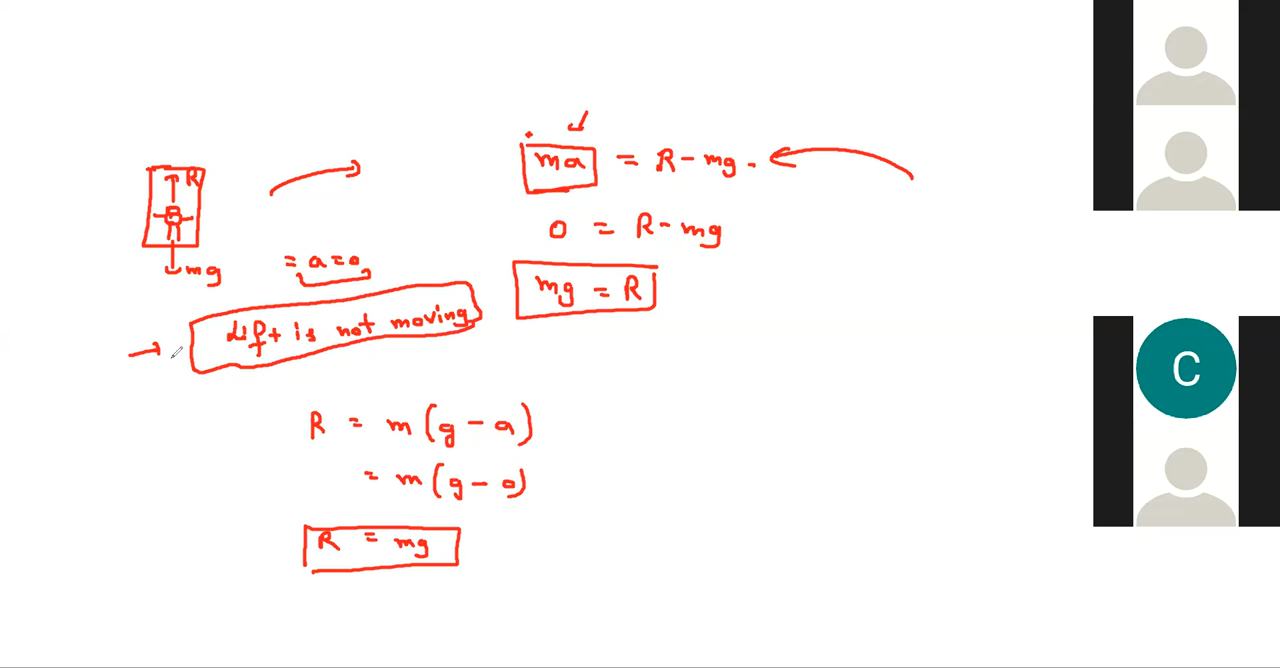 R
mg
= a = 0
Lift is not moving
ma = R - mg.
0 = R - mg
mg = R
R = m(g - a)
= m(g - 0)
R = mg
C